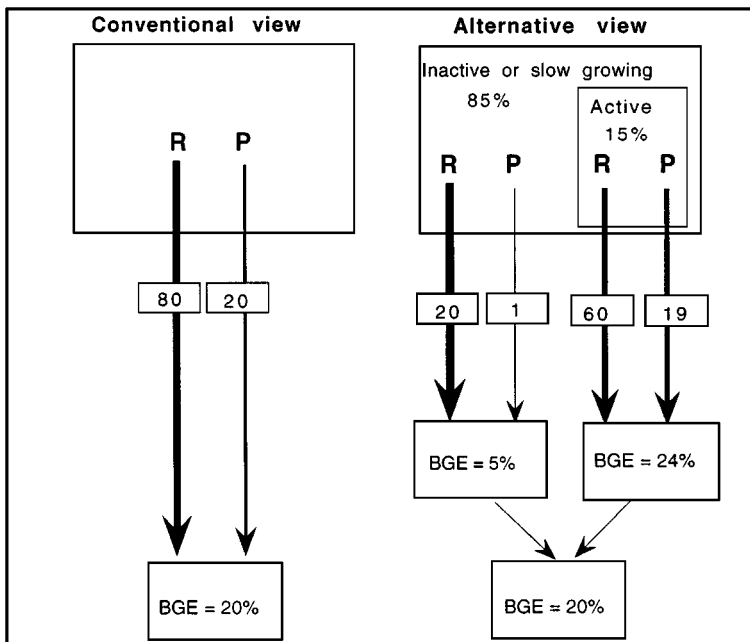 Conventional view
R P
80 20
BGE = 20%
Alternative view
Inactive or slow growing
85%
Active
15%
R P R P
20 1 60 19
BGE = 5% BGE = 24%
BGE = 20%